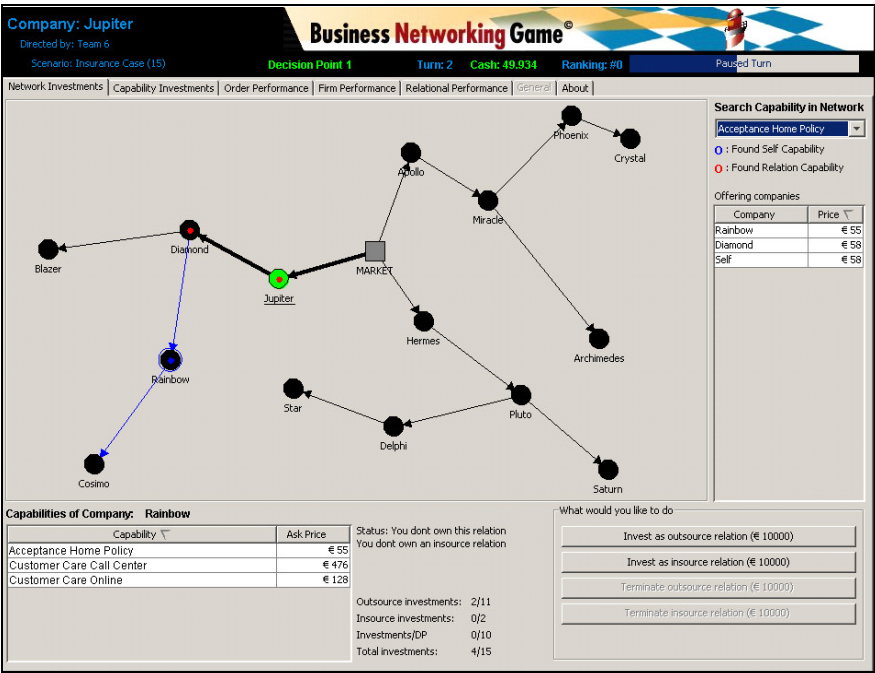 Company: Jupiter
Directed by: Team 6
Scenario: Insurance Case (15)
Business Networking Game©
Decision Point 1 Turn: 2 Cash: 49.934 Ranking: #0 Paused Turn
Network Investments Capability Investments Order Performance Firm Performance Relational Performance General About
Search Capability in Network
Acceptance Home Policy
O : Found Self Capability
O : Found Relation Capability
Offering companies
Company Price
Rainbow € 55
Diamond € 58
Self € 58
Phoenix
Crystal
Apollo
Miracle
Diamond
Blazer
MARKET
Jupiter
Hermes
Archimedes
Rainbow
Star
Pluto
Delphi
Cosimo
Saturn
Capabilities of Company: Rainbow
Capability Ask Price
Acceptance Home Policy € 55
Customer Care Call Center € 476
Customer Care Online € 128
Status: You dont own this relation
You dont own an insource relation
Outsource investments: 2/11
Insource investments: 0/2
Investments/DP 0/10
Total investments: 4/15
What would you like to do
Invest as outsource relation (€ 10000)
Invest as insource relation (€ 10000)
Terminate outsource relation (€ 10000)
Terminate insource relation (€ 10000)